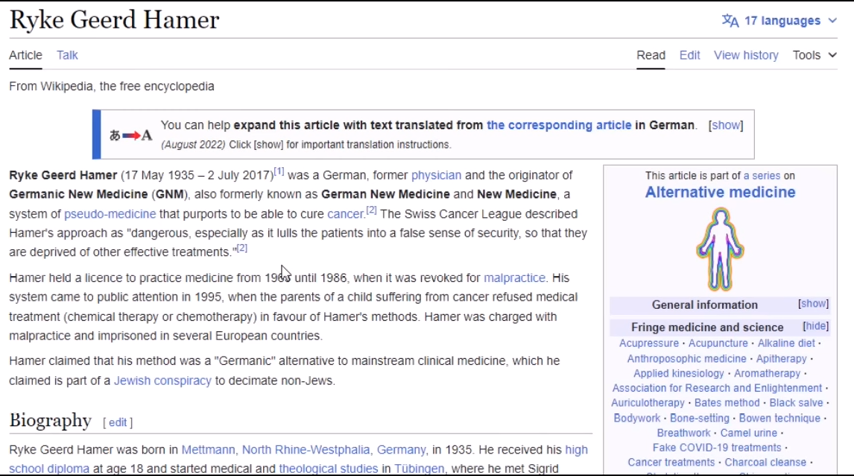 Ryke Geerd Hamer
17 languages
Article Talk Read Edit View history Tools
From Wikipedia, the free encyclopedia
You can help expand this article with text translated from the corresponding article in German. [show]
(August 2022) Click [show] for important translation instructions.
あ A
Ryke Geerd Hamer (17 May 1935 – 2 July 2017)[1] was a German, former physician and the originator of
Germanic New Medicine (GNM), also formerly known as German New Medicine and New Medicine, a
system of pseudo-medicine that purports to be able to cure cancer.[2] The Swiss Cancer League described
Hamer's approach as "dangerous, especially as it lulls the patients into a false sense of security, so that they
are deprived of other effective treatments."[2]
Hamer held a licence to practice medicine from until 1986, when it was revoked for malpractice. His
system came to public attention in 1995, when the parents of a child suffering from cancer refused medical
treatment (chemical therapy or chemotherapy) in favour of Hamer's methods. Hamer was charged with
malpractice and imprisoned in several European countries.
Hamer claimed that his method was a "Germanic" alternative to mainstream clinical medicine, which he
claimed is part of a Jewish conspiracy to decimate non-Jews.
Biography [ edit ]
Ryke Geerd Hamer was born in Mettmann, North Rhine-Westphalia, Germany, in 1935. He received his high
school diploma at age 18 and started medical and theological studies in Tübingen, where he met Sigrid
This article is part of a series on
Alternative medicine
General information [show]
Fringe medicine and science [hide]
Acupressure · Acupuncture · Alkaline diet ·
Anthroposophic medicine · Apitherapy ·
Applied kinesiology · Aromatherapy ·
Association for Research and Enlightenment ·
Auriculotherapy · Bates method · Black salve ·
Bodywork · Bone-setting · Bowen technique ·
Breathwork · Camel urine ·
Fake COVID-19 treatments ·
Cancer treatments · Charcoal cleanse ·